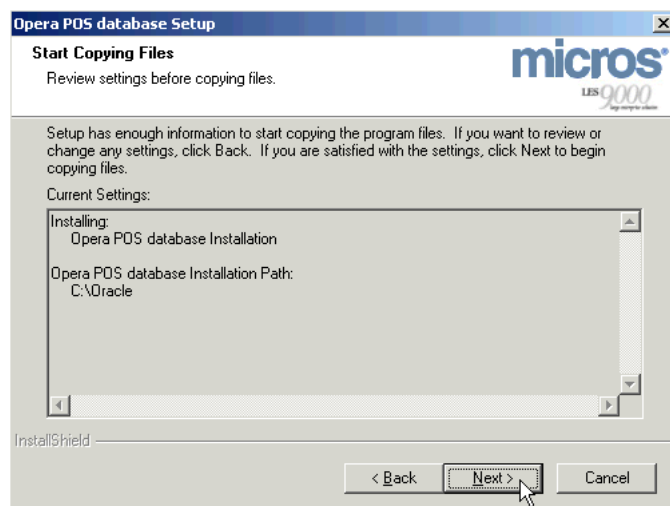 Opera POS database Setup
Start Copying Files
Review settings before copying files.
micros
LES 9000
Setup has enough information to start copying the program files. If you want to review or
change any settings, click Back. If you are satisfied with the settings, click Next to begin
copying files.
Current Settings:
Installing:
Opera POS database Installation
Opera POS database Installation Path:
C:\Oracle
InstallShield
< Back
Next >
Cancel